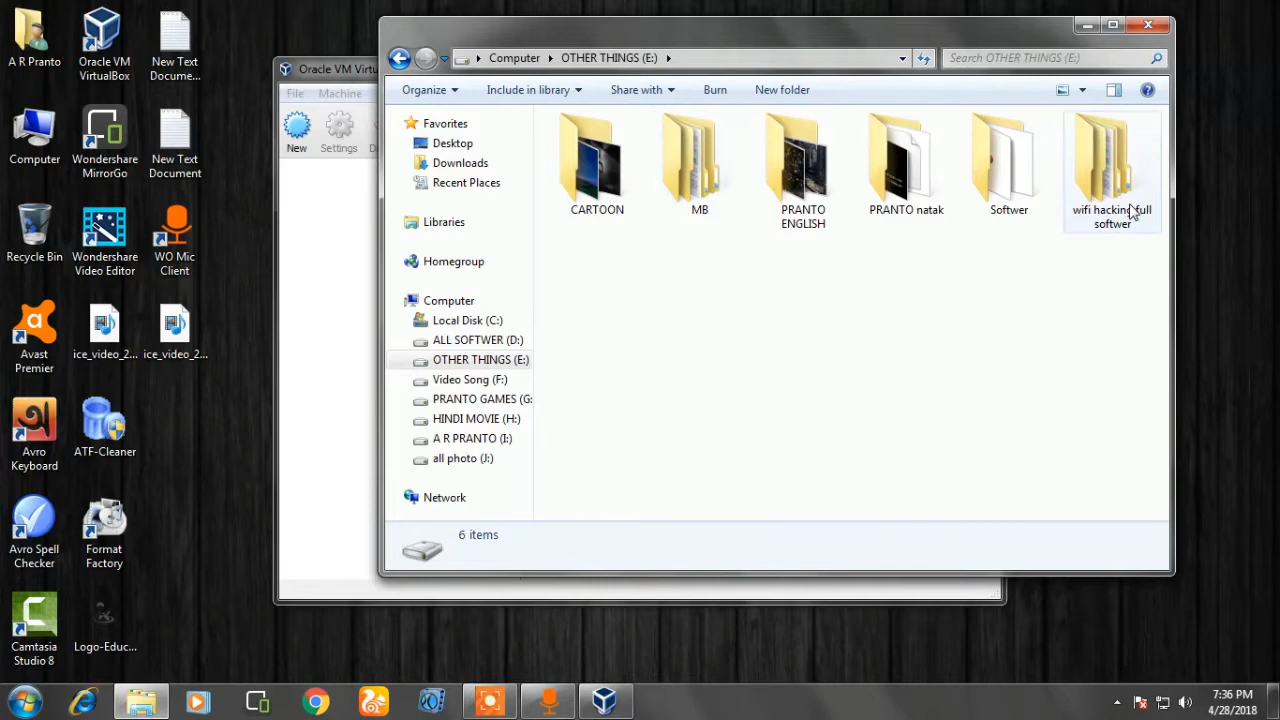 A R Pranto
Oracle VM
VirtualBox
New Text
Docume...
Computer
Wondershare
MirrorGo
New Text
Document
Recycle Bin
Wondershare
Video Editor
WO Mic
Client
Avast
Premier
ice_video_2...
ice_video_2...
Avro
Keyboard
ATF-Cleaner
Avro Spell
Checker
Format
Factory
Camtasia
Studio 8
Logo-Educ...
Oracle VM Virtu
File Machine
New Settings
Computer OTHER THINGS (E:)
Search OTHER THINGS (E:)
Organize Include in library Share with Burn New folder
Favorites
Desktop
Downloads
Recent Places
Libraries
Homegroup
Computer
Local Disk (C:)
ALL SOFTWER (D:)
OTHER THINGS (E:)
Video Song (F:)
PRANTO GAMES (G:
HINDI MOVIE (H:)
A R PRANTO (I:)
all photo (J:)
Network
CARTOON
MB
PRANTO
ENGLISH
PRANTO natak
Softwer
wifi hacking full
softwer
6 items
7:36 PM
4/28/2018